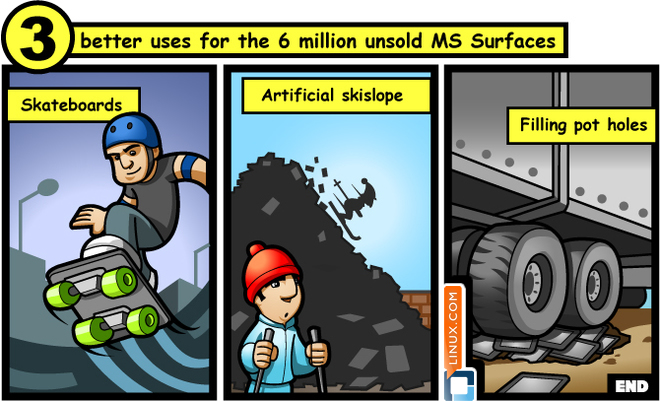 3 better uses for the 6 million unsold MS Surfaces
Skateboards
Artificial skislope
Filling pot holes
LINUX.COM
END